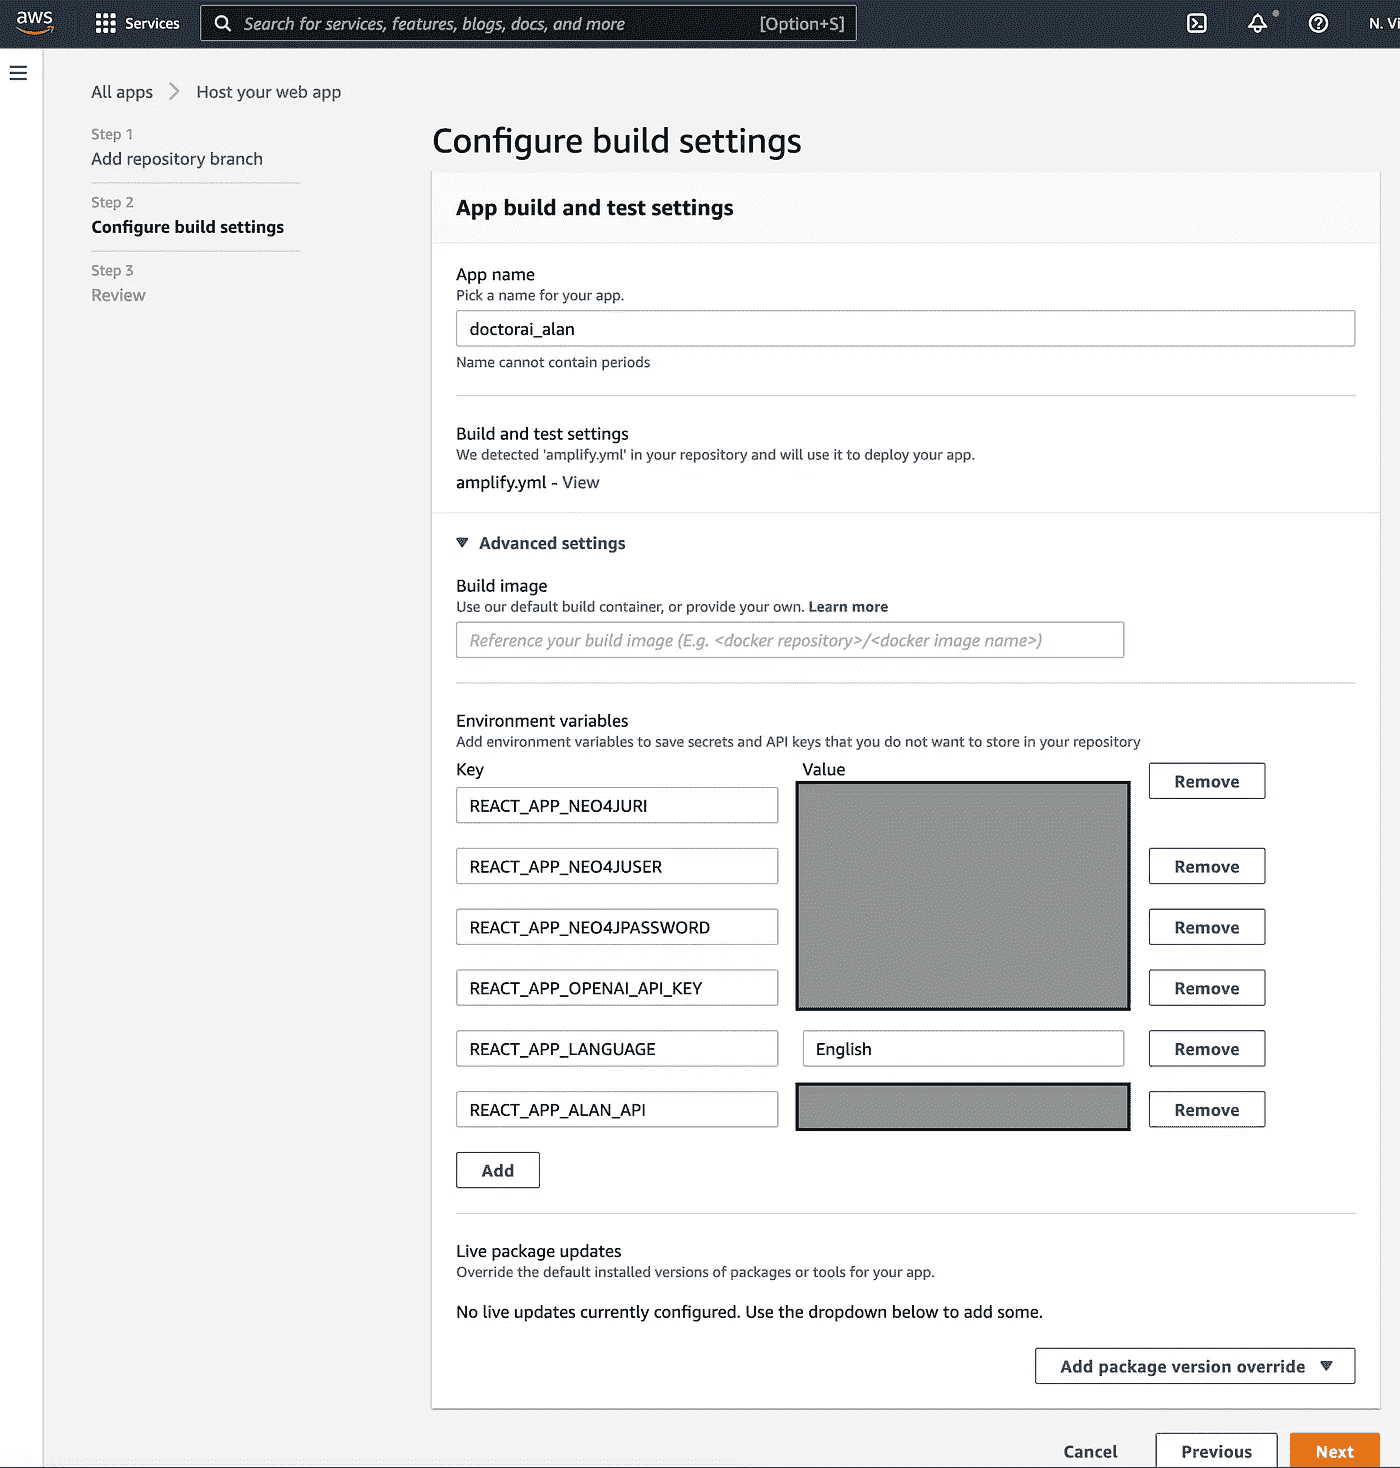 aws
Services
Search for services, features, blogs, docs, and more
[Option+S]
N. Vi
All apps
Host your web app
Step 1
Add repository branch
Step 2
Configure build settings
Step 3
Review
Configure build settings
App build and test settings
App name
Pick a name for your app.
doctorai_alan
Name cannot contain periods
Build and test settings
We detected 'amplify.yml' in your repository and will use it to deploy your app.
amplify.yml - View
Advanced settings
Build image
Use our default build container, or provide your own. Learn more
Reference your build image (E.g. <docker repository>/<docker image name>)
Environment variables
Add environment variables to save secrets and API keys that you do not want to store in your repository
Key
Value
REACT_APP_NEO4JURI
Remove
REACT_APP_NEO4JUSER
Remove
REACT_APP_NEO4JPASSWORD
Remove
REACT_APP_OPENAI_API_KEY
Remove
REACT_APP_LANGUAGE
English
Remove
REACT_APP_ALAN_API
Remove
Add
Live package updates
Override the default installed versions of packages or tools for your app.
No live updates currently configured. Use the dropdown below to add some.
Add package version override
Cancel
Previous
Next